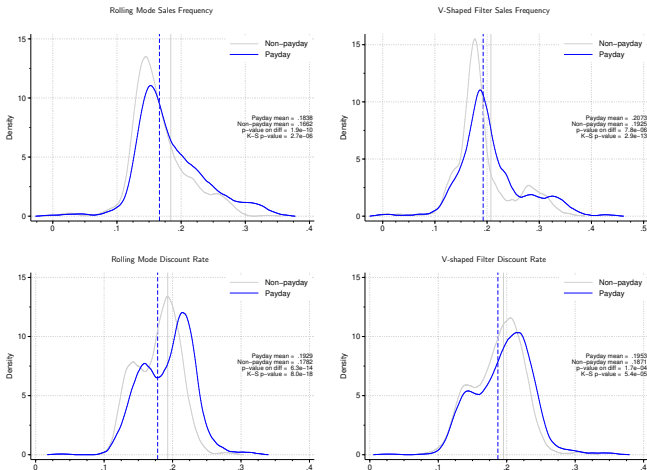 Rolling Mode Sales Frequency
Non-payday
Payday
Payday mean = .1838
Non-payday mean = .1662
p-value on diff = 1.9e-10
K-S p-value = 2.7e-06
Density
15
10
5
0
0
.1
.2
.3
.4
V-Shaped Filter Sales Frequency
Non-payday
Payday
Payday mean = .2073
Non-payday mean = .1925
p-value on diff = 7.8e-06
K-S p-value = 2.9e-13
Density
15
10
5
0
0
.1
.2
.3
.4
.5
Rolling Mode Discount Rate
Non-payday
Payday
Payday mean = .1929
Non-payday mean = .1782
p-value on diff = 6.3e-14
K-S p-value = 8.0e-18
Density
15
10
5
0
0
.1
.2
.3
.4
V-shaped Filter Discount Rate
Non-payday
Payday
Payday mean = .1953
Non-payday mean = .1871
p-value on diff = 1.7e-04
K-S p-value = 5.4e-05
Density
15
10
5
0
0
.1
.2
.3
.4